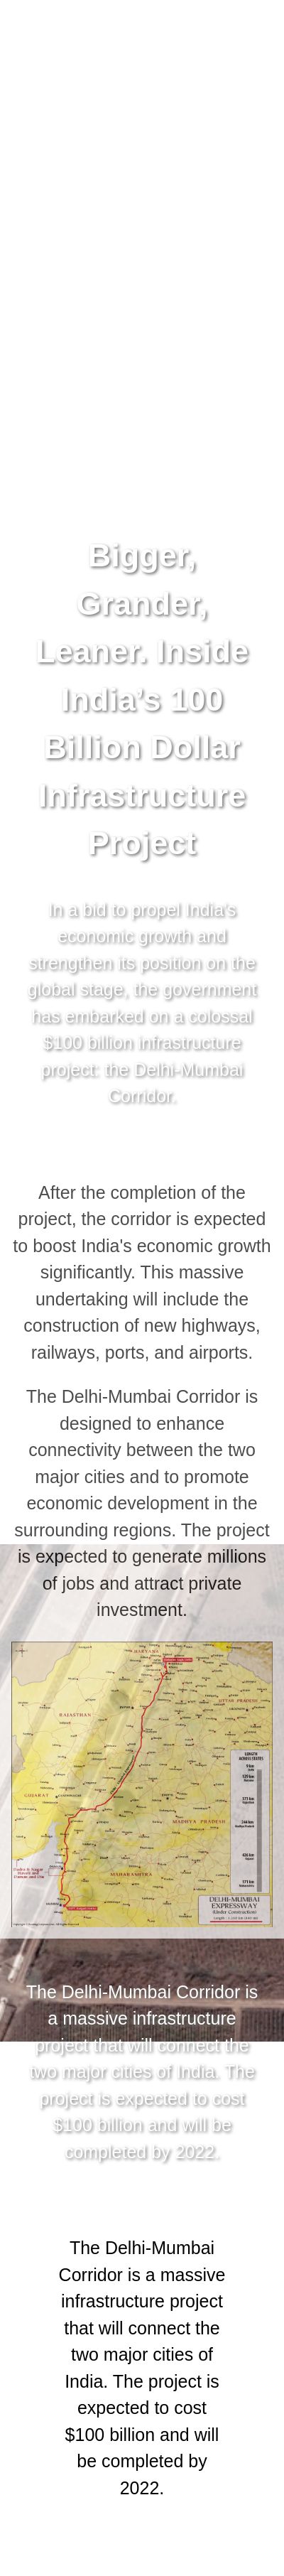 Bigger,
Grander,
Leaner. Inside
India's 100
Billion Dollar
Infrastructure
Project
In a bid to propel India's
economic growth and
strengthen its position on the
global stage, the government
has embarked on a colossal
$100 billion infrastructure
project: the Delhi-Mumbai
Corridor.
After the completion of the
project, the corridor is expected
to boost India's economic growth
significantly. This massive
undertaking will include the
construction of new highways,
railways, ports, and airports.
The Delhi-Mumbai Corridor is
designed to enhance
connectivity between the two
major cities and to promote
economic development in the
surrounding regions. The project
is expected to generate millions
of jobs and attract private
investment.
HARYANA
RAJASTHAN
UTTAR PRADESH
GUJARAT
MADHYA PRADESH
MAHARASHTRA
LENGTH
ACROSS STATES
DELHI-MUMBAI
EXPRESSWAY
(Under Construction)
The Delhi-Mumbai Corridor is
a massive infrastructure
project that will connect the
two major cities of India. The
project is expected to cost
$100 billion and will be
completed by 2022.
The Delhi-Mumbai
Corridor is a massive
infrastructure project
that will connect the
two major cities of
India. The project is
expected to cost
$100 billion and will
be completed by
2022.